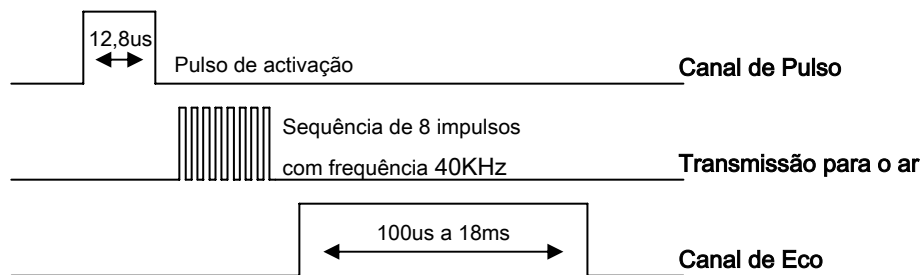 12,8us
Pulso de activação
Canal de Pulso
Sequência de 8 impulsos
com frequência 40KHz
Transmissão para o ar
100us a 18ms
Canal de Eco